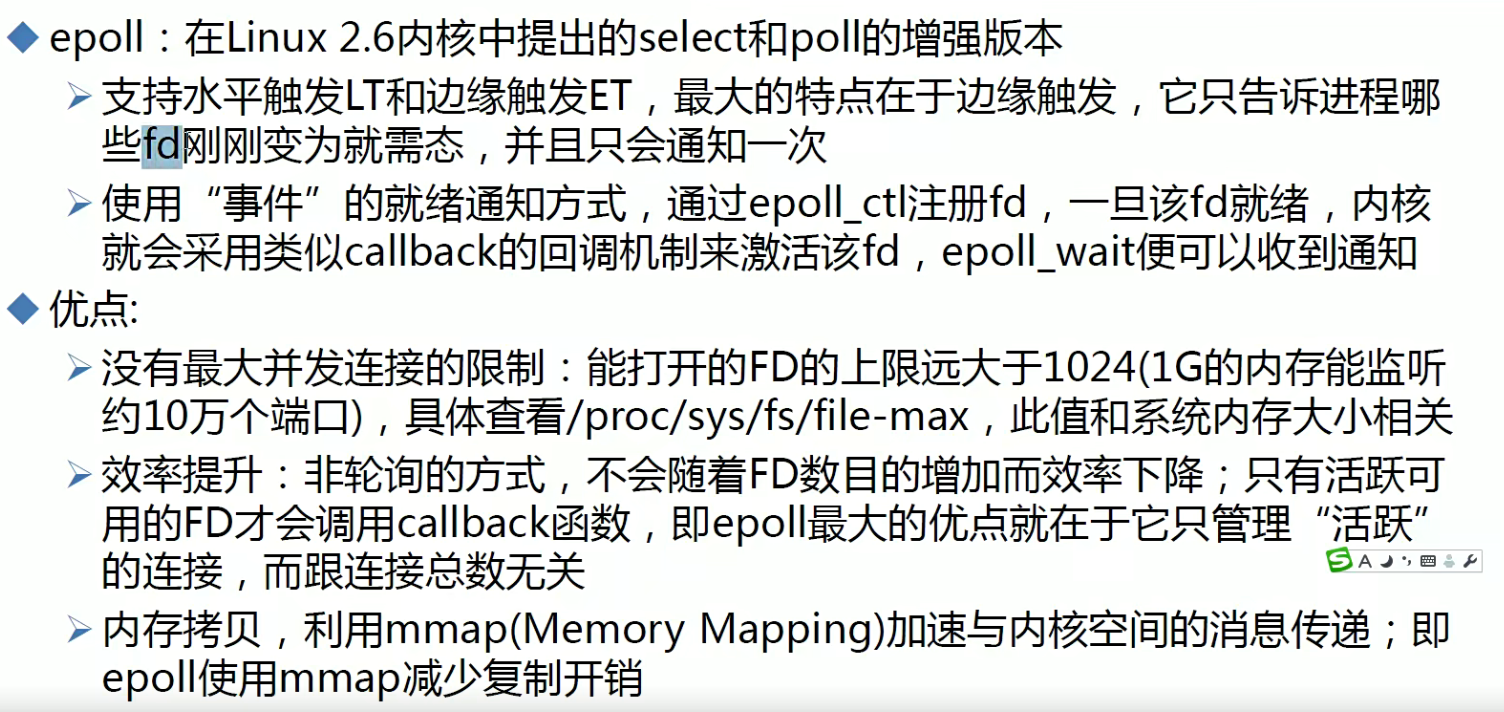 epoll：在Linux 2.6内核中提出的select和poll的增强版本
支持水平触发LT和边缘触发ET，最大的特点在于边缘触发，它只告诉进程哪
些fd刚刚变为就需态，并且只会通知一次
使用“事件”的就绪通知方式，通过epoll_ctl注册fd，一旦该fd就绪，内核
就会采用类似callback的回调机制来激活该fd，epoll_wait便可以收到通知
优点:
没有最大并发连接的限制：能打开的FD的上限远大于1024(1G的内存能监听
约10万个端口)，具体查看/proc/sys/fs/file-max，此值和系统内存大小相关
效率提升：非轮询的方式，不会随着FD数目的增加而效率下降；只有活跃可
用的FD才会调用callback函数，即epoll最大的优点就在于它只管理“活跃”
的连接，而跟连接总数无关
S A
内存拷贝，利用mmap(Memory Mapping)加速与内核空间的消息传递；即
epoll使用mmap减少复制开销